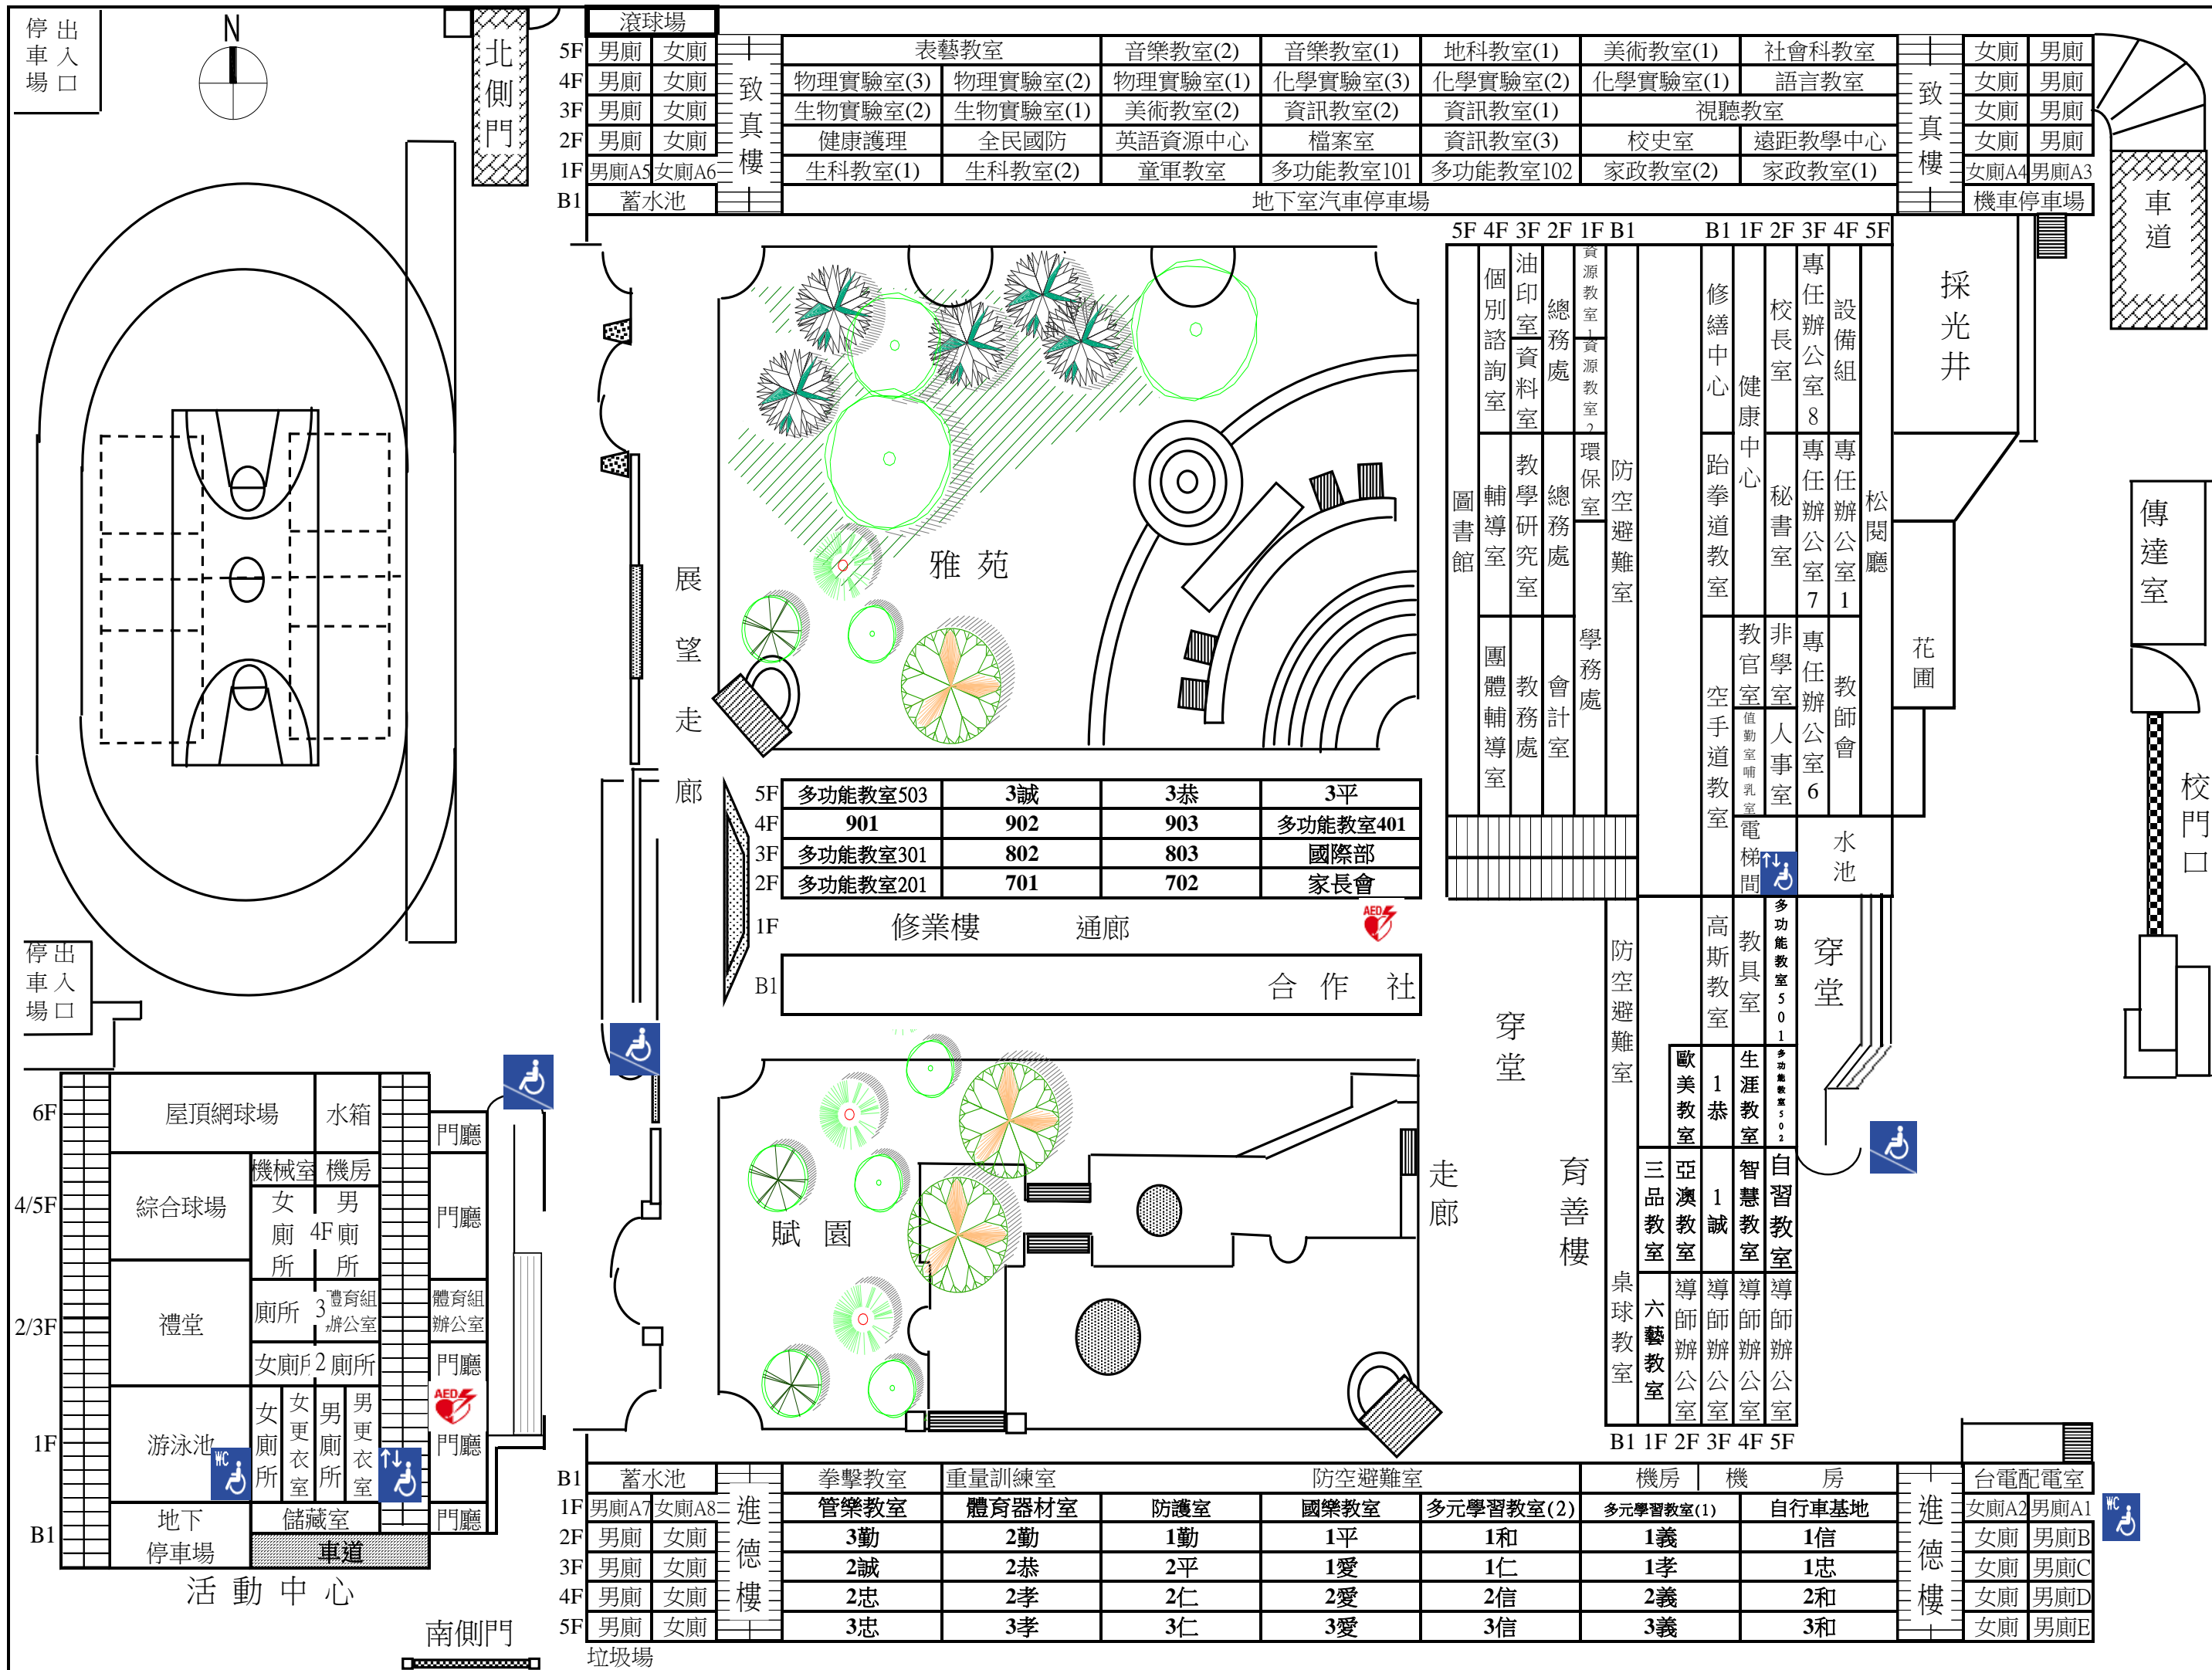 停車場出入口
N
北側門
滾球場
5F 男廁 女廁 表藝教室 音樂教室(2) 音樂教室(1) 地科教室(1) 美術教室(1) 社會科教室 女廁 男廁
4F 男廁 女廁 物理實驗室(3) 物理實驗室(2) 物理實驗室(1) 化學實驗室(3) 化學實驗室(2) 化學實驗室(1) 語言教室 女廁 男廁
3F 男廁 女廁 生物實驗室(2) 生物實驗室(1) 美術教室(2) 資訊教室(2) 資訊教室(1) 視聽教室 女廁 男廁
2F 男廁 女廁 健康護理 全民國防 英語資源中心 檔案室 資訊教室(3) 校史室 遠距教學中心 女廁 男廁
1F 男廁A5 女廁A6 生科教室(1) 生科教室(2) 童軍教室 多功能教室101 多功能教室102 家政教室(2) 家政教室(1) 女廁A4 男廁A3
B1 蓄水池 地下室汽車停車場 機車停車場
致真樓
致真樓
車道
5F 4F 3F 2F 1F B1
B1 1F 2F 3F 4F 5F
圖書館
個別諮詢室
輔導室
團體輔導室
油印室
資料室
教學研究室
教務處
總務處
總務處
會計室
資源教室1
資源教室2
環保室
學務處
防空避難室
修繕中心
跆拳道教室
空手道教室
健康中心
教官室
值勤室哺乳室
電梯間
校長室
秘書室
非學室
人事室
專任辦公室8
專任辦公室7
專任辦公室6
設備組
專任辦公室1
教師會
松閱廳
採光井
花圃
水池
傳達室
校門口
雅苑
展望走廊
5F 多功能教室503 3誠 3恭 3平
4F 901 902 903 多功能教室401
3F 多功能教室301 802 803 國際部
2F 多功能教室201 701 702 家長會
1F 修業樓 通廊
AED
B1 合作社
停車場出入口
穿堂
走廊
育善樓
防空避難室
桌球教室
高斯教室
教具室
多功能教室501
穿堂
歐美教室
1恭
生涯教室
多功能教室502
三品教室
亞澳教室
1誠
智慧教室
自習教室
六藝教室
導師辦公室
導師辦公室
導師辦公室
導師辦公室
B1 1F 2F 3F 4F 5F
賦園
6F 屋頂網球場 水箱 門廳
4/5F 綜合球場 機械室 機房 女廁所 4F 男廁所 門廳
2/3F 禮堂 廁所 3 體育組辦公室 體育組辦公室
女廁 2 廁所 門廳
AED
1F 游泳池 女廁所 女更衣室 男廁所 男更衣室 門廳
WC
B1 地下停車場 儲藏室 門廳
車道
活動中心
南側門
B1 蓄水池 拳擊教室 重量訓練室 防空避難室 機房 機房 台電配電室
1F 男廁A7 女廁A8 管樂教室 體育器材室 防護室 國樂教室 多元學習教室(2) 多元學習教室(1) 自行車基地 女廁A2 男廁A1
WC
2F 男廁 女廁 3勤 2勤 1勤 1平 1和 1義 1信 女廁 男廁B
3F 男廁 女廁 2誠 2恭 2平 1愛 1仁 1孝 1忠 女廁 男廁C
4F 男廁 女廁 2忠 2孝 2仁 2愛 2信 2義 2和 女廁 男廁D
5F 男廁 女廁 3忠 3孝 3仁 3愛 3信 3義 3和 女廁 男廁E
進德樓
進德樓
垃圾場